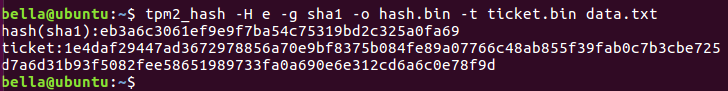 bella@ubuntu:~$ tpm2_hash -H e -g sha1 -o hash.bin -t ticket.bin data.txt
hash(sha1):eb3a6c3061ef9e9f7ba54c75319bd2c325a0fa69
ticket:1e4daf29447ad3672978856a70e9bf8375b084fe89a07766c48ab855f39fab0c7b3cbe725
d7a6d31b93f5082fee58651989733fa0a690e6e312cd6a6c0e78f9d
bella@ubuntu:~$